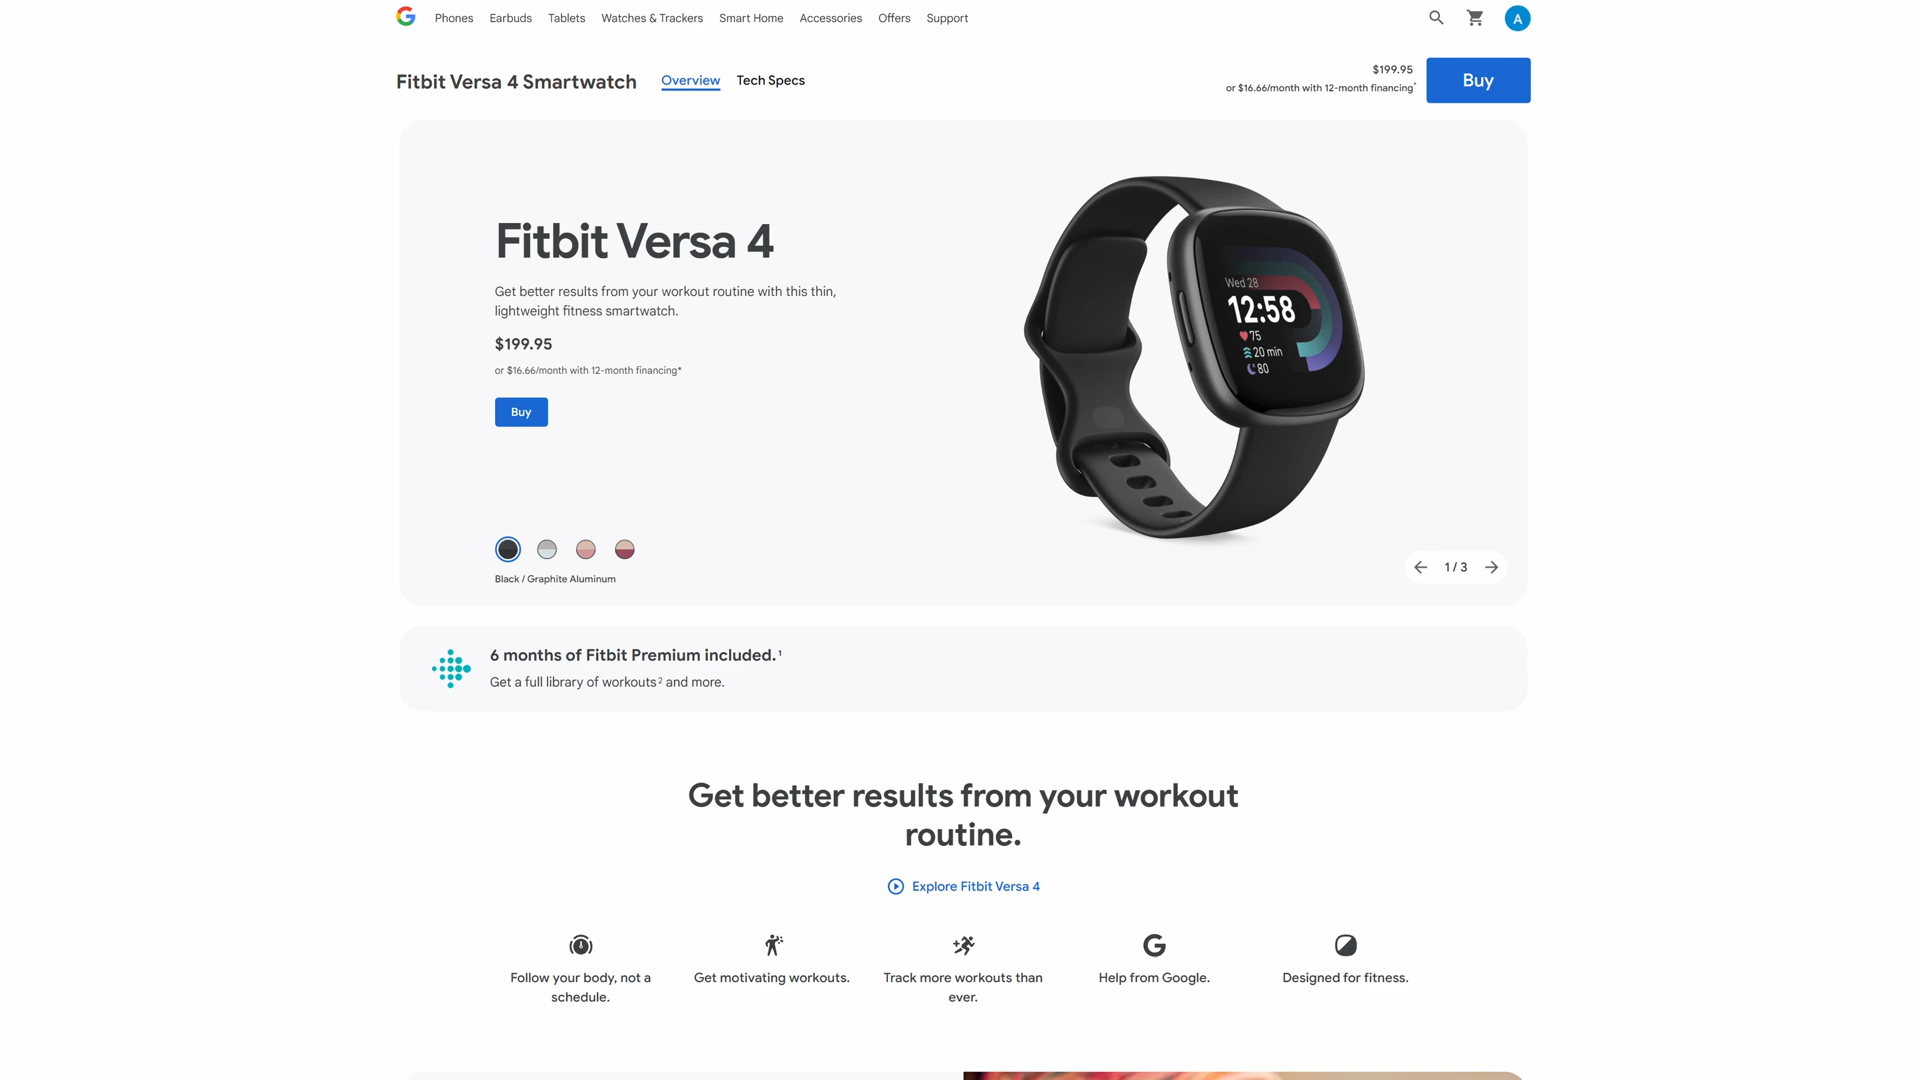 Phones Earbuds Tablets Watches & Trackers Smart Home Accessories Offers Support
A
Fitbit Versa 4 Smartwatch
Overview
Tech Specs
$199.95
or $16.66/month with 12-month financing*
Buy
Fitbit Versa 4
Get better results from your workout routine with this thin,
lightweight fitness smartwatch.
$199.95
or $16.66/month with 12-month financing*
Buy
Wed 28
12:58
75
20 min
80
Black / Graphite Aluminum
1 / 3
6 months of Fitbit Premium included.¹
Get a full library of workouts² and more.
Get better results from your workout
routine.
Explore Fitbit Versa 4
Follow your body, not a
schedule.
Get motivating workouts.
Track more workouts than
ever.
Help from Google.
Designed for fitness.